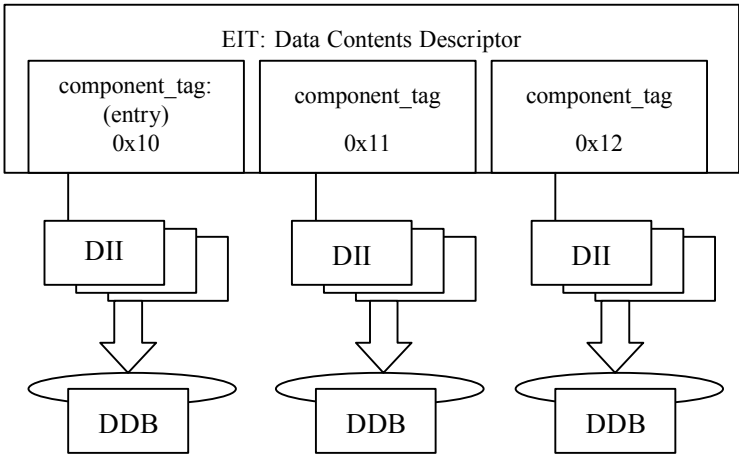 EIT: Data Contents Descriptor
component_tag:
(entry)
0x10
component_tag
0x11
component_tag
0x12
DII
DII
DII
DDB
DDB
DDB